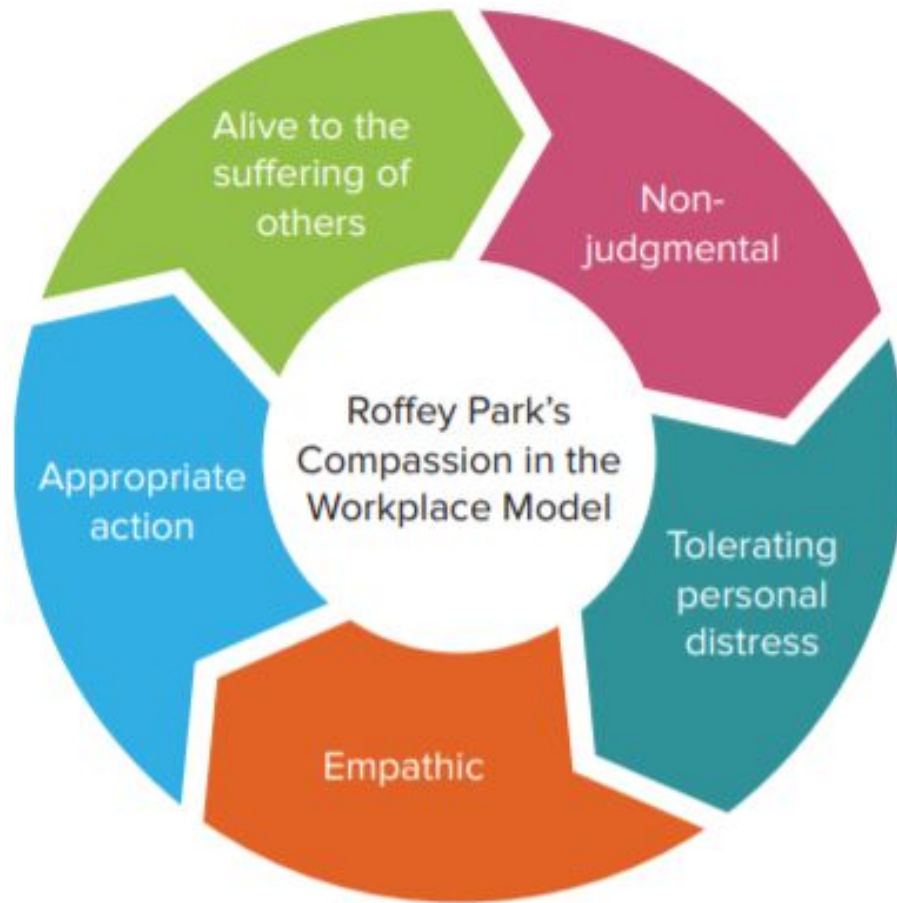 Alive to the
suffering of
others
Non-
judgmental
Tolerating
personal
distress
Empathic
Appropriate
action
Roffey Park's
Compassion in the
Workplace Model